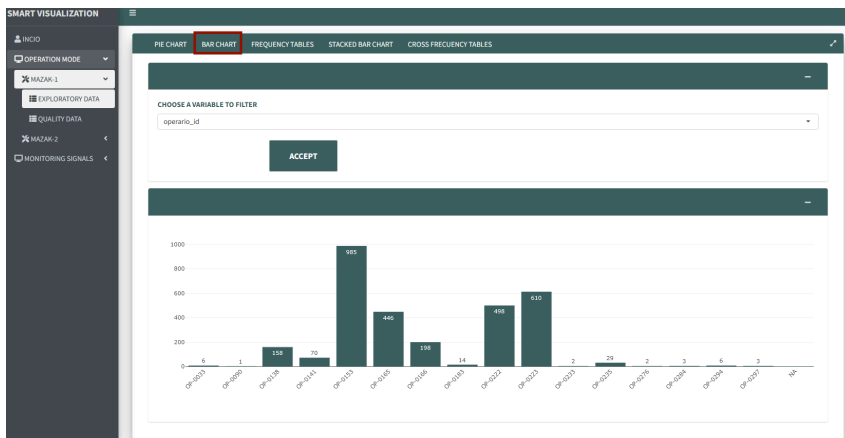 SMART VISUALIZATION
INCIO
OPERATION MODE
MAZAK-1
EXPLORATORY DATA
QUALITY DATA
MAZAK-2
MONITORING SIGNALS
PIE CHART BAR CHART FREQUENCY TABLES STACKED BAR CHART CROSS FRECUENCY TABLES
CHOOSE A VARIABLE TO FILTER
operario_id
ACCEPT
1000
800
600
400
200
0
6 1 158 70 985 446 198 14 498 610 2 29 2 3 6 3
OP-0033 OP-0090 OP-0138 OP-0141 OP-0153 OP-0165 OP-0166 OP-0183 OP-0222 OP-0223 OP-0233 OP-0235 OP-0276 OP-0284 OP-0294 OP-0297 NA